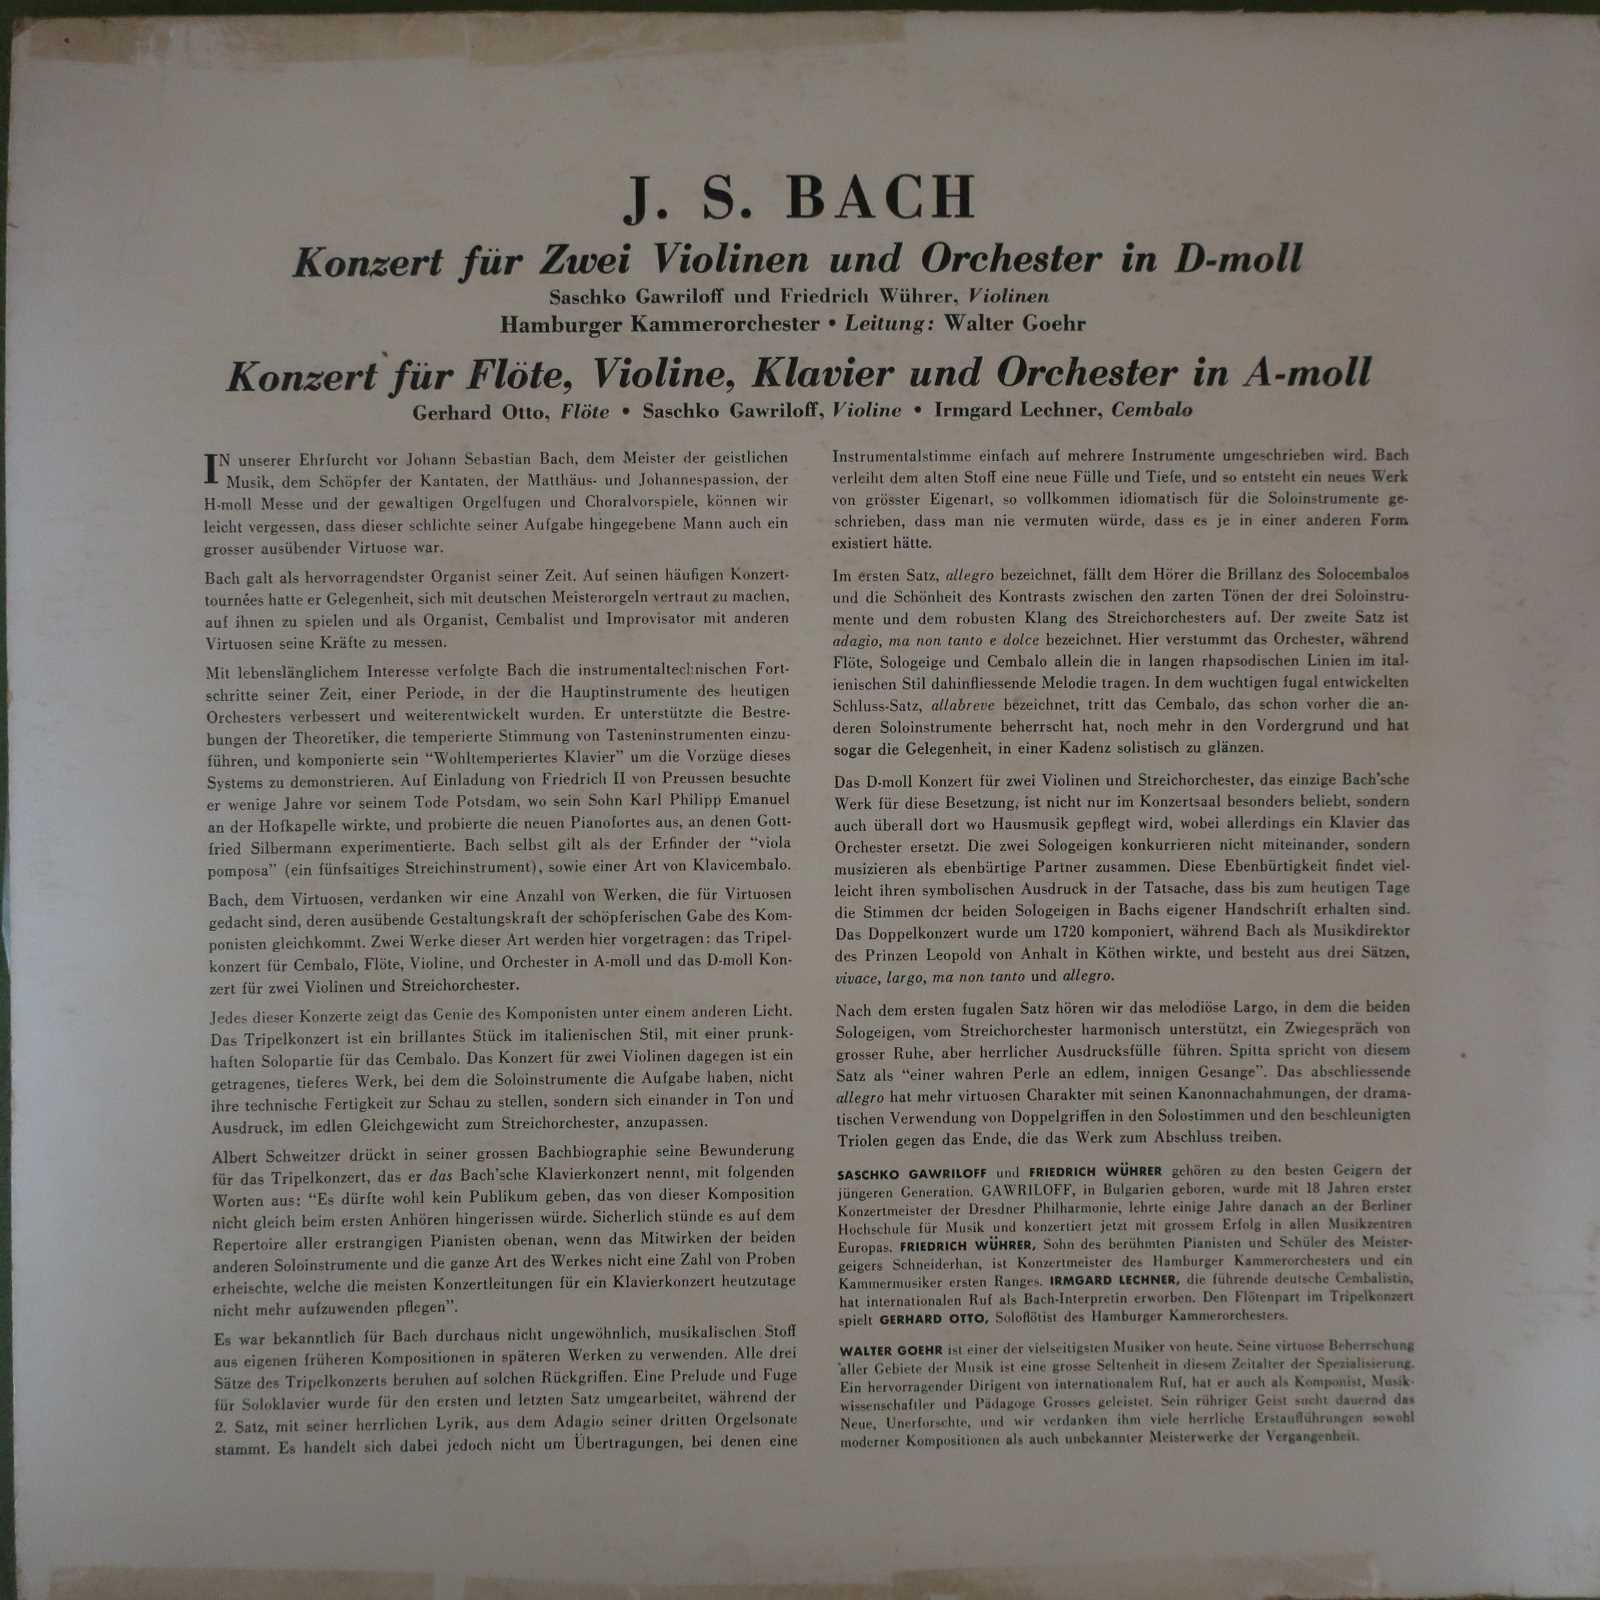 J. S. BACH
Konzert für Zwei Violinen und Orchester in D-moll
Saschko Gawriloff und Friedrich Wührer, Violinen
Hamburger Kammerorchester • Leitung: Walter Goehr
Konzert für Flöte, Violine, Klavier und Orchester in A-moll
Gerhard Otto, Flöte • Saschko Gawriloff, Violine • Irmgard Lechner, Cembalo
IN unserer Ehrfurcht vor Johann Sebastian Bach, dem Meister der geistlichen
Musik, dem Schöpfer der Kantaten, der Matthäus- und Johannespassion, der
H-moll Messe und der gewaltigen Orgelfugen und Choralvorspiele, können wir
leicht vergessen, dass dieser schlichte seiner Aufgabe hingegebene Mann auch ein
grosser ausübender Virtuose war.
Bach galt als hervorragendster Organist seiner Zeit. Auf seinen häufigen Konzert-
tournées hatte er Gelegenheit, sich mit deutschen Meisterorgeln vertraut zu machen,
auf ihnen zu spielen und als Organist, Cembalist und Improvisator mit anderen
Virtuosen seine Kräfte zu messen.
Mit lebenslänglichem Interesse verfolgte Bach die instrumentaltechnischen Fort-
schritte seiner Zeit, einer Periode, in der die Hauptinstrumente des heutigen
Orchesters verbessert und weiterentwickelt wurden. Er unterstützte die Bestre-
bungen der Theoretiker, die temperierte Stimmung von Tasteninstrumenten einzu-
führen, und komponierte sein “Wohltemperiertes Klavier” um die Vorzüge dieses
Systems zu demonstrieren. Auf Einladung von Friedrich II von Preussen besuchte
er wenige Jahre vor seinem Tode Potsdam, wo sein Sohn Karl Philipp Emanuel
an der Hofkapelle wirkte, und probierte die neuen Pianofortes aus, an denen Gott-
fried Silbermann experimentierte. Bach selbst gilt als der Erfinder der “viola
pomposa” (ein fünfsaitiges Streichinstrument), sowie einer Art von Klavicembalo.
Bach, dem Virtuosen, verdanken wir eine Anzahl von Werken, die für Virtuosen
gedacht sind, deren ausübende Gestaltungskraft der schöpferischen Gabe des Kom-
ponisten gleichkommt. Zwei Werke dieser Art werden hier vorgetragen: das Tripel-
konzert für Cembalo, Flöte, Violine, und Orchester in A-moll und das D-moll Kon-
zert für zwei Violinen und Streichorchester.
Jedes dieser Konzerte zeigt das Genie des Komponisten unter einem anderen Licht.
Das Tripelkonzert ist ein brillantes Stück im italienischen Stil, mit einer prunk-
haften Solopartie für das Cembalo. Das Konzert für zwei Violinen dagegen ist ein
getragenes, tieferes Werk, bei dem die Soloinstrumente die Aufgabe haben, nicht
ihre technische Fertigkeit zur Schau zu stellen, sondern sich einander in Ton und
Ausdruck, im edlen Gleichgewicht zum Streichorchester, anzupassen.
Albert Schweitzer drückt in seiner grossen Bachbiographie seine Bewunderung
für das Tripelkonzert, das er das Bach'sche Klavierkonzert nennt, mit folgenden
Worten aus: “Es dürfte wohl kein Publikum geben, das von dieser Komposition
nicht gleich beim ersten Anhören hingerissen würde. Sicherlich stünde es auf dem
Repertoire aller erstrangigen Pianisten obenan, wenn das Mitwirken der beiden
anderen Soloinstrumente und die ganze Art des Werkes nicht eine Zahl von Proben
erheischte, welche die meisten Konzertleitungen für ein Klavierkonzert heutzutage
nicht mehr aufzuwenden pflegen”.
Es war bekanntlich für Bach durchaus nicht ungewöhnlich, musikalischen Stoff
aus eigenen früheren Kompositionen in späteren Werken zu verwenden. Alle drei
Sätze des Tripelkonzerts beruhen auf solchen Rückgriffen. Eine Prelude und Fuge
für Soloklavier wurde für den ersten und letzten Satz umgearbeitet, während der
2. Satz, mit seiner herrlichen Lyrik, aus dem Adagio seiner dritten Orgelsonate
stammt. Es handelt sich dabei jedoch nicht um Übertragungen, bei denen eine
Instrumentalstimme einfach auf mehrere Instrumente umgeschrieben wird. Bach
verleiht dem alten Stoff eine neue Fülle und Tiefe, und so entsteht ein neues Werk
von grösster Eigenart, so vollkommen idiomatisch für die Soloinstrumente ge-
schrieben, dass man nie vermuten würde, dass es je in einer anderen Form
existiert hätte.
Im ersten Satz, allegro bezeichnet, fällt dem Hörer die Brillanz des Solocembalos
und die Schönheit des Kontrasts zwischen den zarten Tönen der drei Soloinstru-
mente und dem robusten Klang des Streichorchesters auf. Der zweite Satz ist
adagio, ma non tanto e dolce bezeichnet. Hier verstummt das Orchester, während
Flöte, Sologeige und Cembalo allein die in langen rhapsodischen Linien im ital-
ienischen Stil dahinfliessende Melodie tragen. In dem wuchtigen fugal entwickelten
Schluss-Satz, allabreve bezeichnet, tritt das Cembalo, das schon vorher die an-
deren Soloinstrumente beherrscht hat, noch mehr in den Vordergrund und hat
sogar die Gelegenheit, in einer Kadenz solistisch zu glänzen.
Das D-moll Konzert für zwei Violinen und Streichorchester, das einzige Bach'sche
Werk für diese Besetzung, ist nicht nur im Konzertsaal besonders beliebt, sondern
auch überall dort wo Hausmusik gepflegt wird, wobei allerdings ein Klavier das
Orchester ersetzt. Die zwei Sologeigen konkurrieren nicht miteinander, sondern
musizieren als ebenbürtige Partner zusammen. Diese Ebenbürtigkeit findet viel-
leicht ihren symbolischen Ausdruck in der Tatsache, dass bis zum heutigen Tage
die Stimmen der beiden Sologeigen in Bachs eigener Handschrift erhalten sind.
Das Doppelkonzert wurde um 1720 komponiert, während Bach als Musikdirektor
des Prinzen Leopold von Anhalt in Köthen wirkte, und besteht aus drei Sätzen,
vivace, largo, ma non tanto und allegro.
Nach dem ersten fugalen Satz hören wir das melodiöse Largo, in dem die beiden
Sologeigen, vom Streichorchester harmonisch unterstützt, ein Zwiegespräch von
grosser Ruhe, aber herrlicher Ausdrucksfülle führen. Spitta spricht von diesem
Satz als “einer wahren Perle an edlem, innigen Gesange”. Das abschliessende
allegro hat mehr virtuosen Charakter mit seinen Kanonnachahmungen, der drama-
tischen Verwendung von Doppelgriffen in den Solostimmen und den beschleunigten
Triolen gegen das Ende, die das Werk zum Abschluss treiben.
SASCHKO GAWRILOFF und FRIEDRICH WÜHRER gehören zu den besten Geigern der
jüngeren Generation. GAWRILOFF, in Bulgarien geboren, wurde mit 18 Jahren erster
Konzertmeister der Dresdner Philharmonie, lehrte einige Jahre danach an der Berliner
Hochschule für Musik und konzertiert jetzt mit grossem Erfolg in allen Musikzentren
Europas. FRIEDRICH WÜHRER, Sohn des berühmten Pianisten und Schüler des Meister-
geigers Schneiderhan, ist Konzertmeister des Hamburger Kammerorchesters und ein
Kammermusiker ersten Ranges. IRMGARD LECHNER, die führende deutsche Cembalistin,
hat internationalen Ruf als Bach-Interpretin erworben. Den Flötenpart im Tripelkonzert
spielt GERHARD OTTO, Soloflötist des Hamburger Kammerorchesters.
WALTER GOEHR ist einer der vielseitigsten Musiker von heute. Seine virtuose Beherrschung
aller Gebiete der Musik ist eine grosse Seltenheit in diesem Zeitalter der Spezialisierung.
Ein hervorragender Dirigent von internationalem Ruf, hat er auch als Komponist, Musik-
wissenschaftler und Pädagoge Grosses geleistet. Sein rühriger Geist sucht dauernd das
Neue, Unerforschte, und wir verdanken ihm viele herrliche Erstaufführungen sowohl
moderner Kompositionen als auch unbekannter Meisterwerke der Vergangenheit.